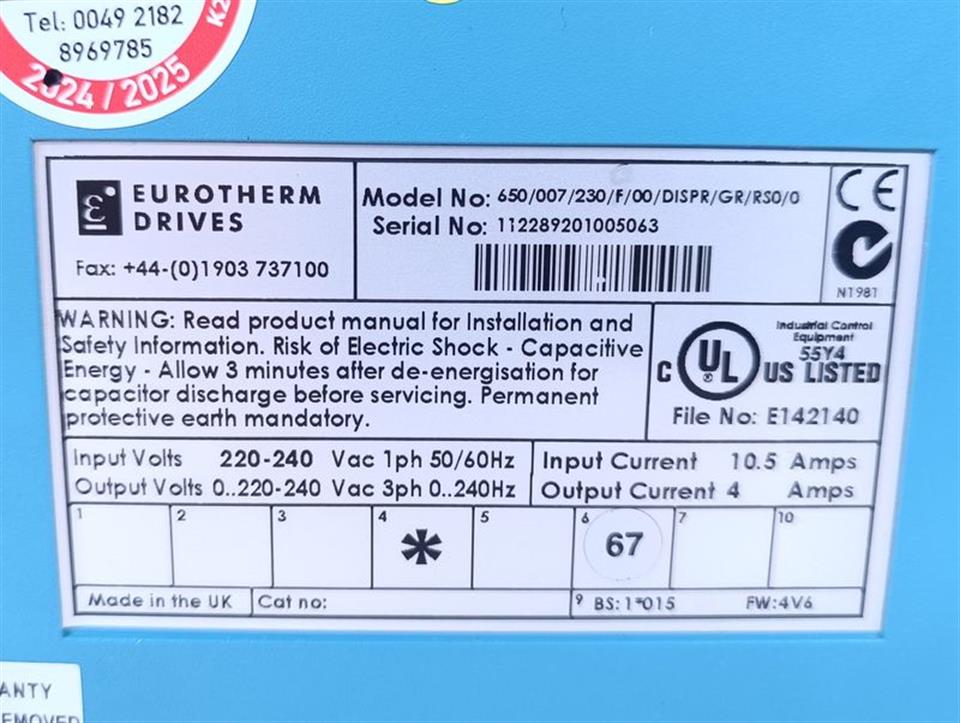 Tel: 0049 2182
8969785
2024 / 2025
K2
EUROTHERM
DRIVES
Fax: +44-(0)1903 737100
Model No: 650/007/230/F/00/DISPR/GR/RS0/0
Serial No: 112289201005063
CE
N1981
WARNING: Read product manual for Installation and
Safety Information. Risk of Electric Shock - Capacitive
Energy - Allow 3 minutes after de-energisation for
capacitor discharge before servicing. Permanent
protective earth mandatory.
Industrial Control
Equipment
55Y4
C UL US LISTED
®
File No: E142140
Input Volts 220-240 Vac 1ph 50/60Hz
Output Volts 0..220-240 Vac 3ph 0..240Hz
Input Current 10.5 Amps
Output Current 4 Amps
1 2 3 4 5 6 7 10
* 67
Made in the UK Cat no: 9 BS:1*015 FW:4V6
ANTY
EMOVED